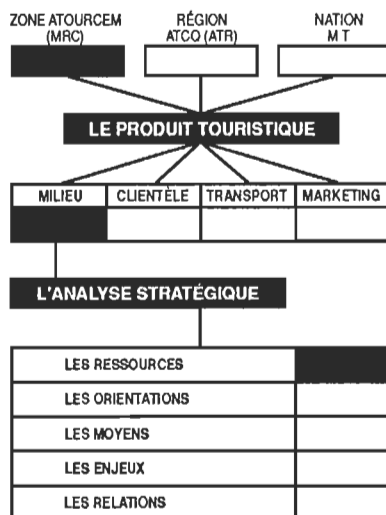 ZONE ATOURCEM RÉGION NATION
(MRC) ATCQ (ATR) M T
LE PRODUIT TOURISTIQUE
MILIEU CLIENTÈLE TRANSPORT MARKETING
L'ANALYSE STRATÉGIQUE
LES RESSOURCES
LES ORIENTATIONS
LES MOYENS
LES ENJEUX
LES RELATIONS